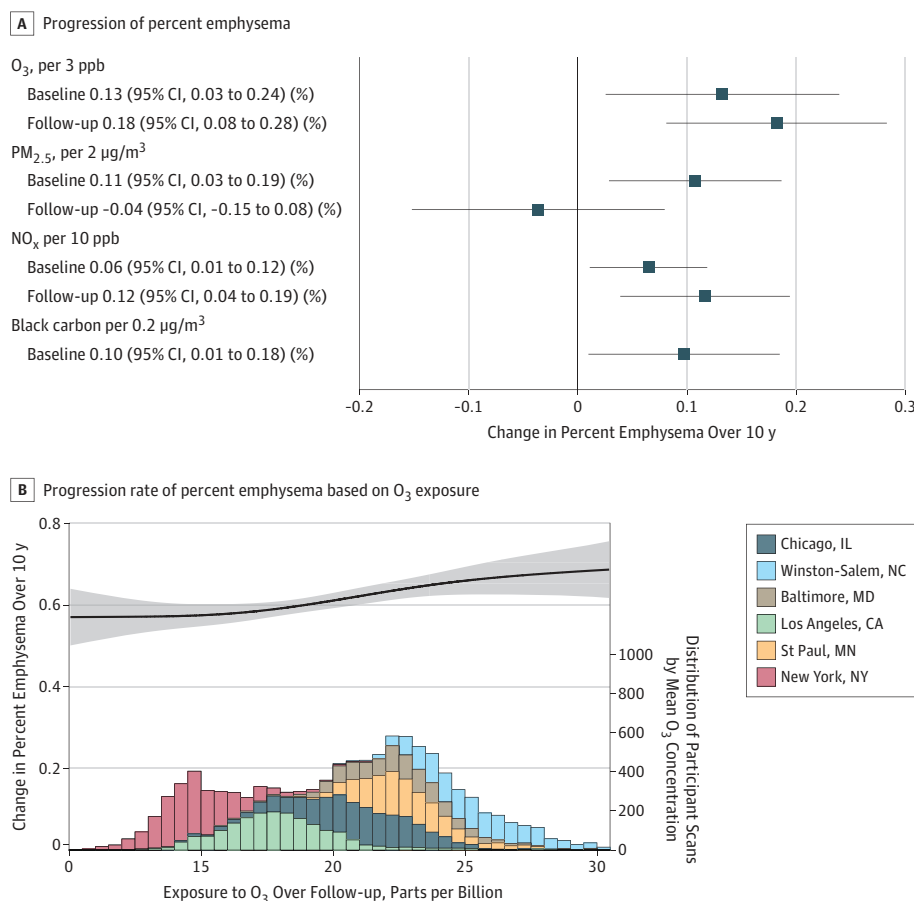 A Progression of percent emphysema
O3, per 3 ppb
Baseline 0.13 (95% CI, 0.03 to 0.24) (%)
Follow-up 0.18 (95% CI, 0.08 to 0.28) (%)
PM2.5, per 2 µg/m3
Baseline 0.11 (95% CI, 0.03 to 0.19) (%)
Follow-up -0.04 (95% CI, -0.15 to 0.08) (%)
NOx per 10 ppb
Baseline 0.06 (95% CI, 0.01 to 0.12) (%)
Follow-up 0.12 (95% CI, 0.04 to 0.19) (%)
Black carbon per 0.2 µg/m3
Baseline 0.10 (95% CI, 0.01 to 0.18) (%)
-0.2 -0.1 0 0.1 0.2 0.3
Change in Percent Emphysema Over 10 y
B Progression rate of percent emphysema based on O3 exposure
Change in Percent Emphysema Over 10 y
0.8
0.6
0.4
0.2
0
1000
800
600
400
200
0
Distribution of Participant Scans
by Mean O3 Concentration
0 15 20 25 30
Exposure to O3 Over Follow-up, Parts per Billion
Chicago, IL
Winston-Salem, NC
Baltimore, MD
Los Angeles, CA
St Paul, MN
New York, NY